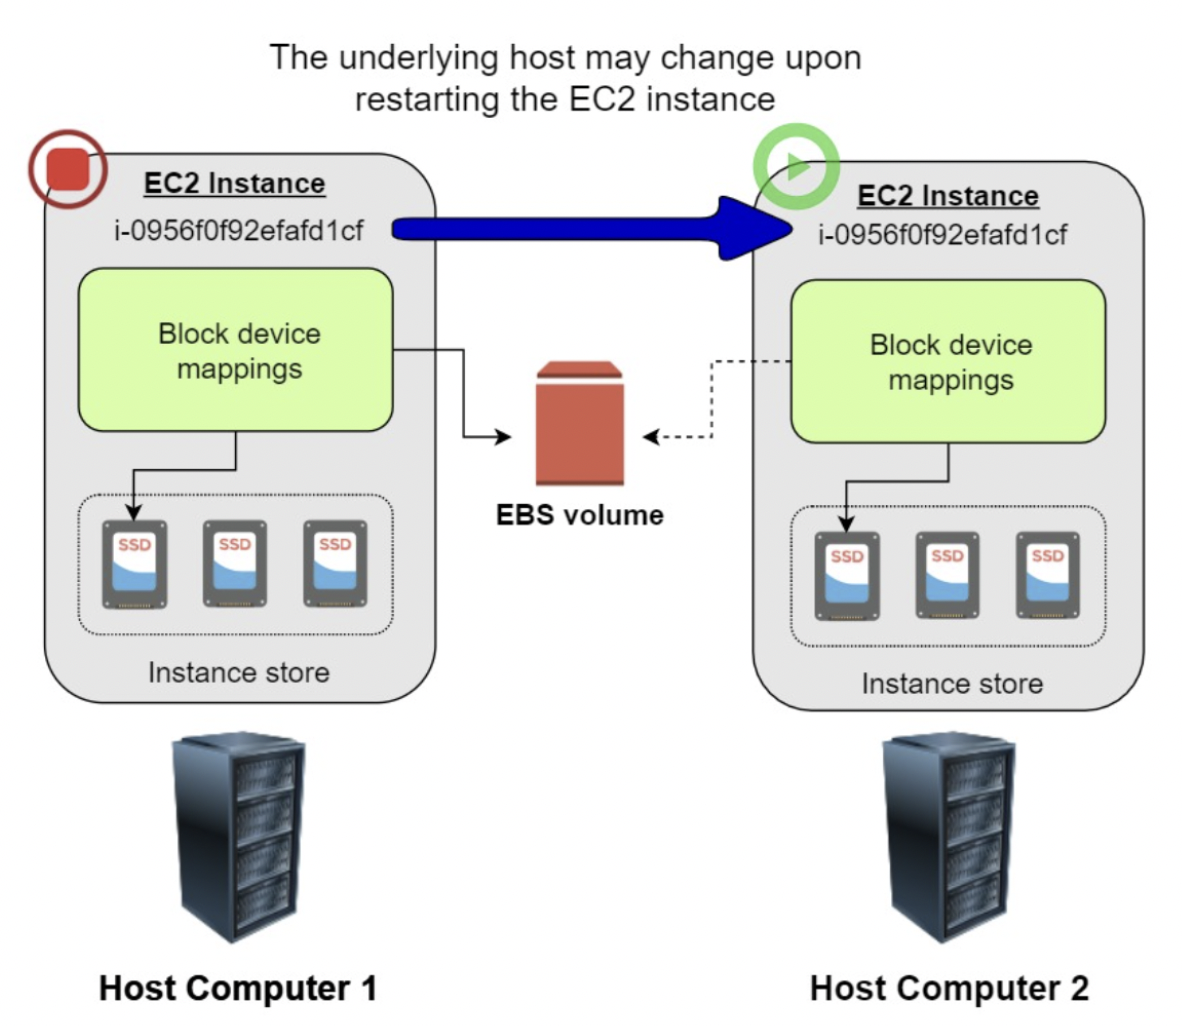 The underlying host may change upon
restarting the EC2 instance
EC2 Instance
i-0956f0f92efafd1cf
Block device
mappings
SSD
SSD
SSD
Instance store
Host Computer 1
EBS volume
EC2 Instance
i-0956f0f92efafd1cf
Block device
mappings
SSD
SSD
SSD
Instance store
Host Computer 2